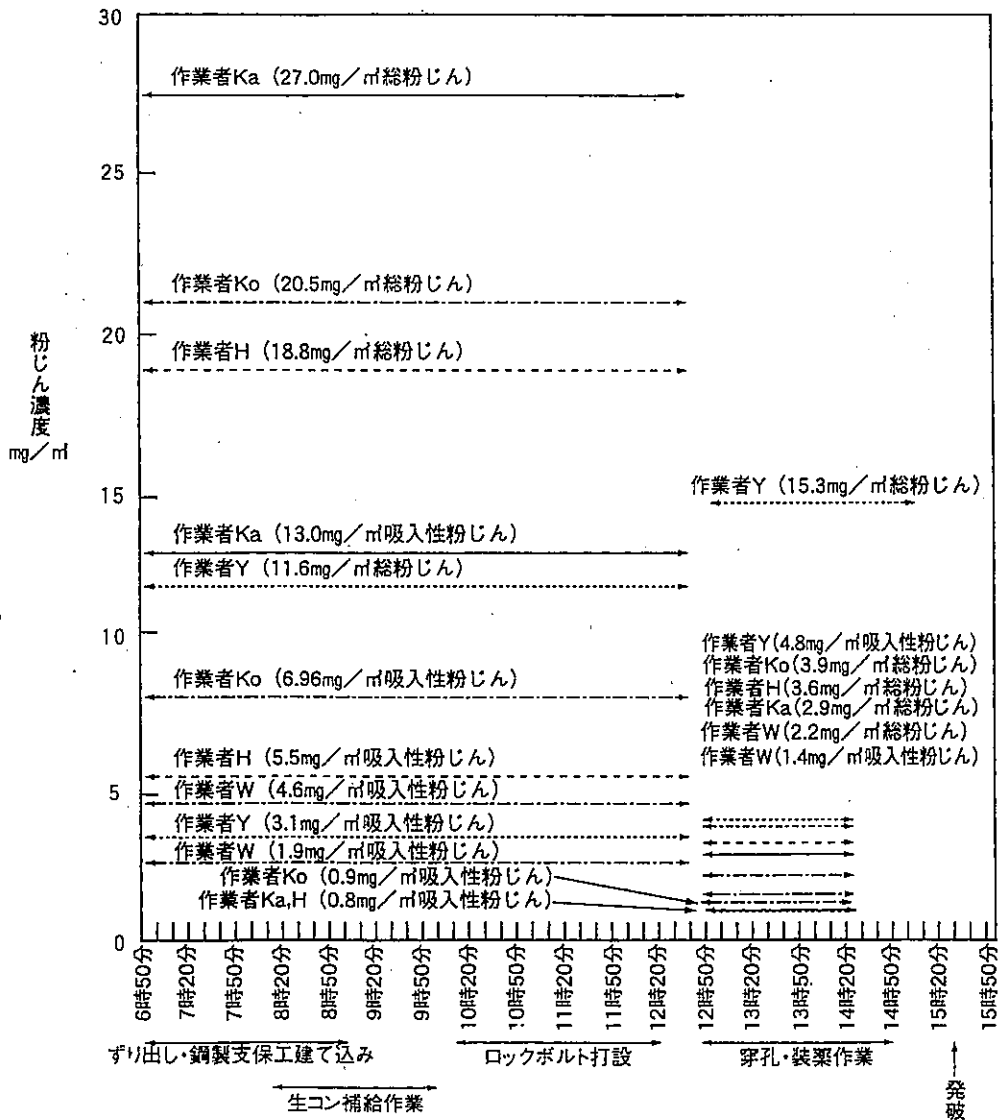 30
作業者Ka（27.0mg／㎥総粉じん）
25
作業者Ko（20.5mg／㎥総粉じん）
20
作業者H（18.8mg／㎥総粉じん）
粉じん濃度
mg／㎥
15
作業者Y（15.3mg／㎥総粉じん）
作業者Ka（13.0mg／㎥吸入性粉じん）
作業者Y（11.6mg／㎥総粉じん）
10
作業者Y(4.8mg／㎥吸入性粉じん）
作業者Ko(3.9mg／㎥総粉じん）
作業者H(3.6mg／㎥総粉じん）
作業者Ka(2.9mg／㎥総粉じん）
作業者W(2.2mg／㎥総粉じん）
作業者W(1.4mg／㎥吸入性粉じん）
作業者Ko（6.96mg／㎥吸入性粉じん）
作業者H（5.5mg／㎥吸入性粉じん）
5
作業者W（4.6mg／㎥吸入性粉じん）
作業者Y（3.1mg／㎥吸入性粉じん）
作業者W（1.9mg／㎥吸入性粉じん）
作業者Ko（0.9mg／㎥吸入性粉じん）
作業者Ka,H（0.8mg／㎥吸入性粉じん）
0
6時50分
7時20分
7時50分
8時20分
8時50分
9時20分
9時50分
10時20分
10時50分
11時20分
11時50分
12時20分
12時50分
13時20分
13時50分
14時20分
14時50分
15時20分
15時50分
ずり出し・鋼製支保工建て込み
ロックボルト打設
穿孔・装薬作業
生コン補給作業
発破